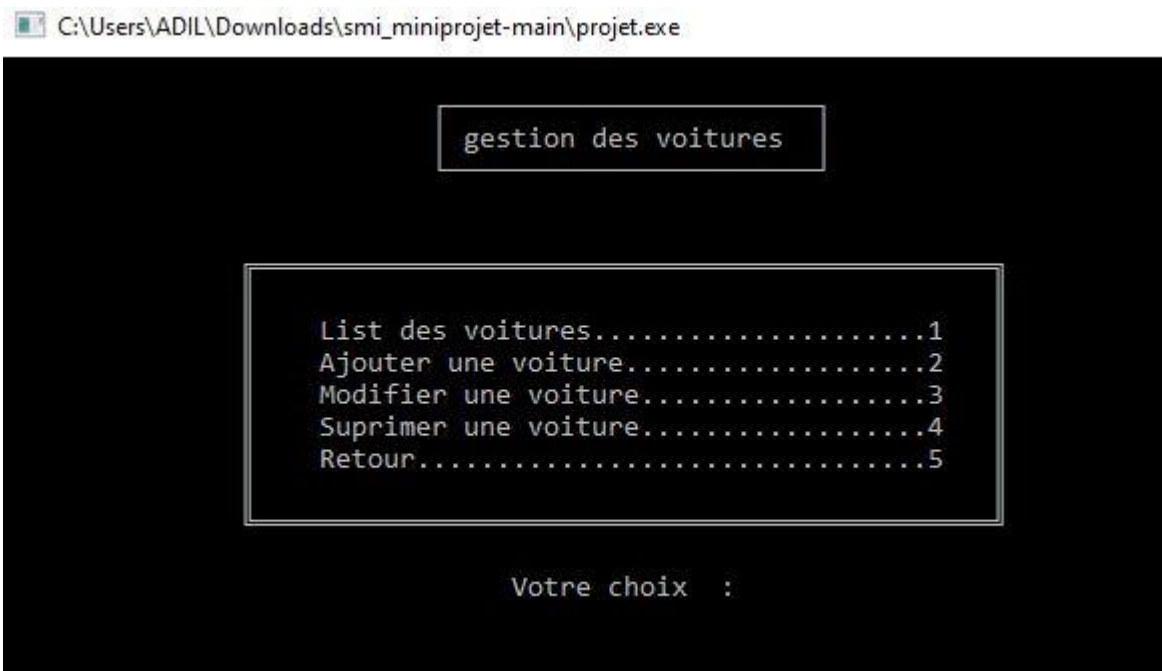 C:\Users\ADIL\Downloads\smi_miniprojet-main\projet.exe
gestion des voitures
List des voitures.....................1
Ajouter une voiture...................2
Modifier une voiture..................3
Suprimer une voiture..................4
Retour................................5
Votre choix  :